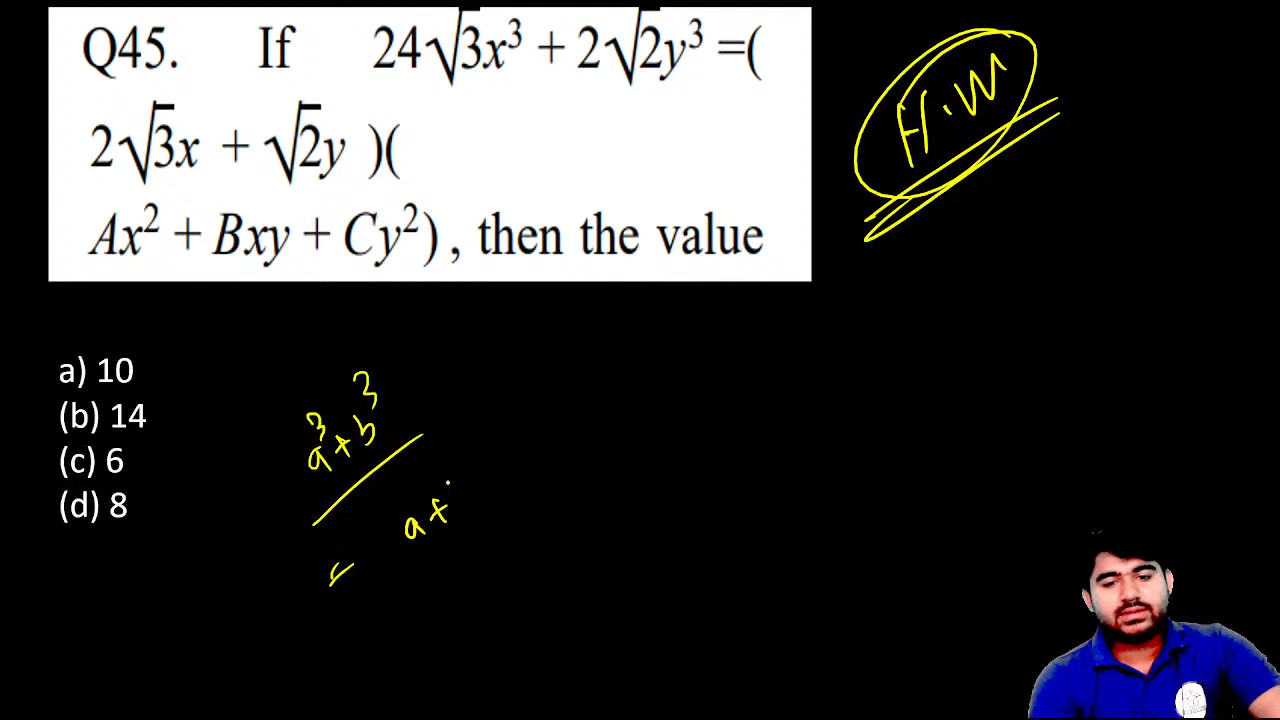 Q45. If 24√3x³ + 2√2y³ =(
2√3x + √2y )(
Ax² + Bxy + Cy²) , then the value
H.W
a) 10
(b) 14
(c) 6
(d) 8
a³+b³
= a+